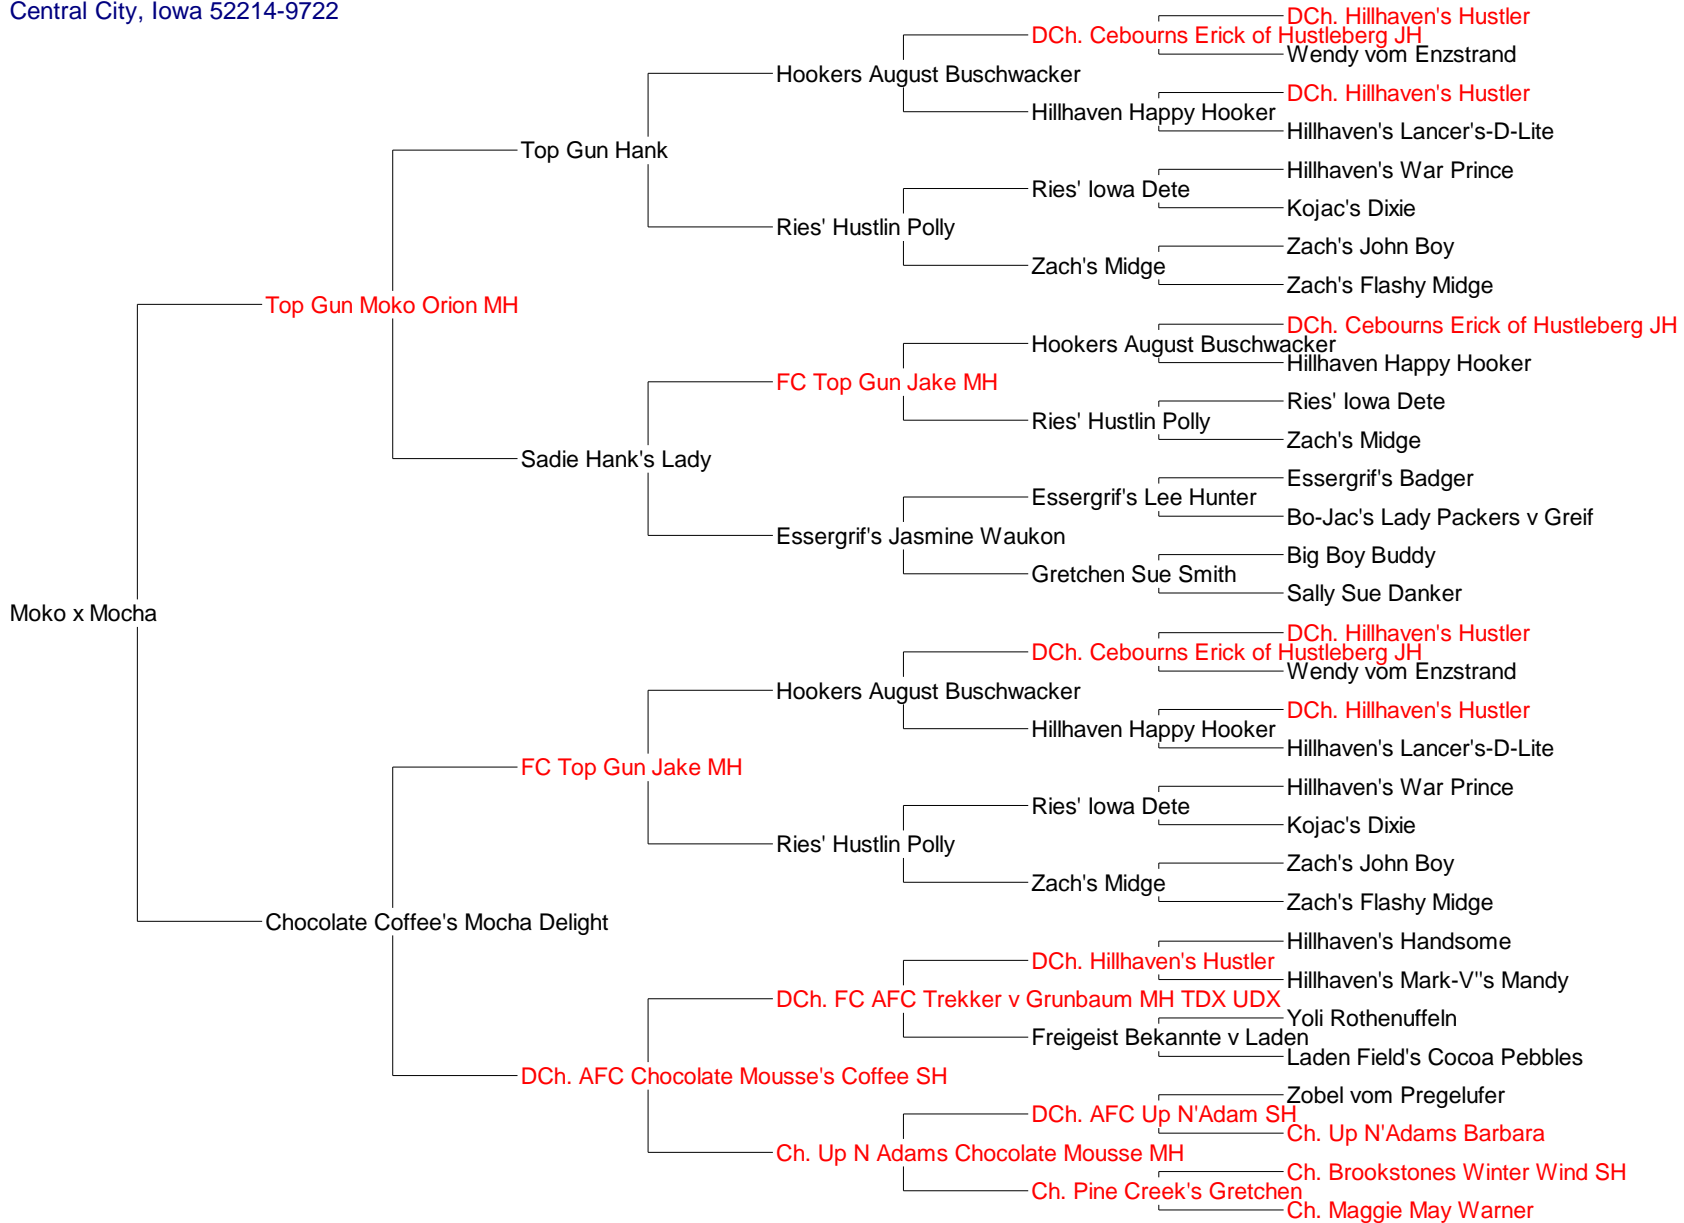 Central City, Iowa 52214-9722
DCh. Hillhaven's Hustler
DCh. Cebourns Erick of Hustleberg JH
Wendy vom Enzstrand
Hookers August Buschwacker
DCh. Hillhaven's Hustler
Hillhaven Happy Hooker
Hillhaven's Lancer's-D-Lite
Top Gun Hank
Hillhaven's War Prince
Ries' Iowa Dete
Kojac's Dixie
Ries' Hustlin Polly
Zach's John Boy
Zach's Midge
Zach's Flashy Midge
Top Gun Moko Orion MH
DCh. Cebourns Erick of Hustleberg JH
Hookers August Buschwacker
Hillhaven Happy Hooker
FC Top Gun Jake MH
Ries' Iowa Dete
Ries' Hustlin Polly
Zach's Midge
Sadie Hank's Lady
Essergrif's Badger
Essergrif's Lee Hunter
Bo-Jac's Lady Packers v Greif
Essergrif's Jasmine Waukon
Big Boy Buddy
Gretchen Sue Smith
Sally Sue Danker
Moko x Mocha
DCh. Hillhaven's Hustler
DCh. Cebourns Erick of Hustleberg JH
Wendy vom Enzstrand
Hookers August Buschwacker
DCh. Hillhaven's Hustler
Hillhaven Happy Hooker
Hillhaven's Lancer's-D-Lite
FC Top Gun Jake MH
Hillhaven's War Prince
Ries' Iowa Dete
Kojac's Dixie
Ries' Hustlin Polly
Zach's John Boy
Zach's Midge
Zach's Flashy Midge
Chocolate Coffee's Mocha Delight
Hillhaven's Handsome
DCh. Hillhaven's Hustler
Hillhaven's Mark-V"s Mandy
DCh. FC AFC Trekker v Grunbaum MH TDX UDX
Yoli Rothenuffeln
Freigeist Bekannte v Laden
Laden Field's Cocoa Pebbles
DCh. AFC Chocolate Mousse's Coffee SH
Zobel vom Pregelufer
DCh. AFC Up N'Adam SH
Ch. Up N'Adams Barbara
Ch. Up N Adams Chocolate Mousse MH
Ch. Brookstones Winter Wind SH
Ch. Pine Creek's Gretchen
Ch. Maggie May Warner